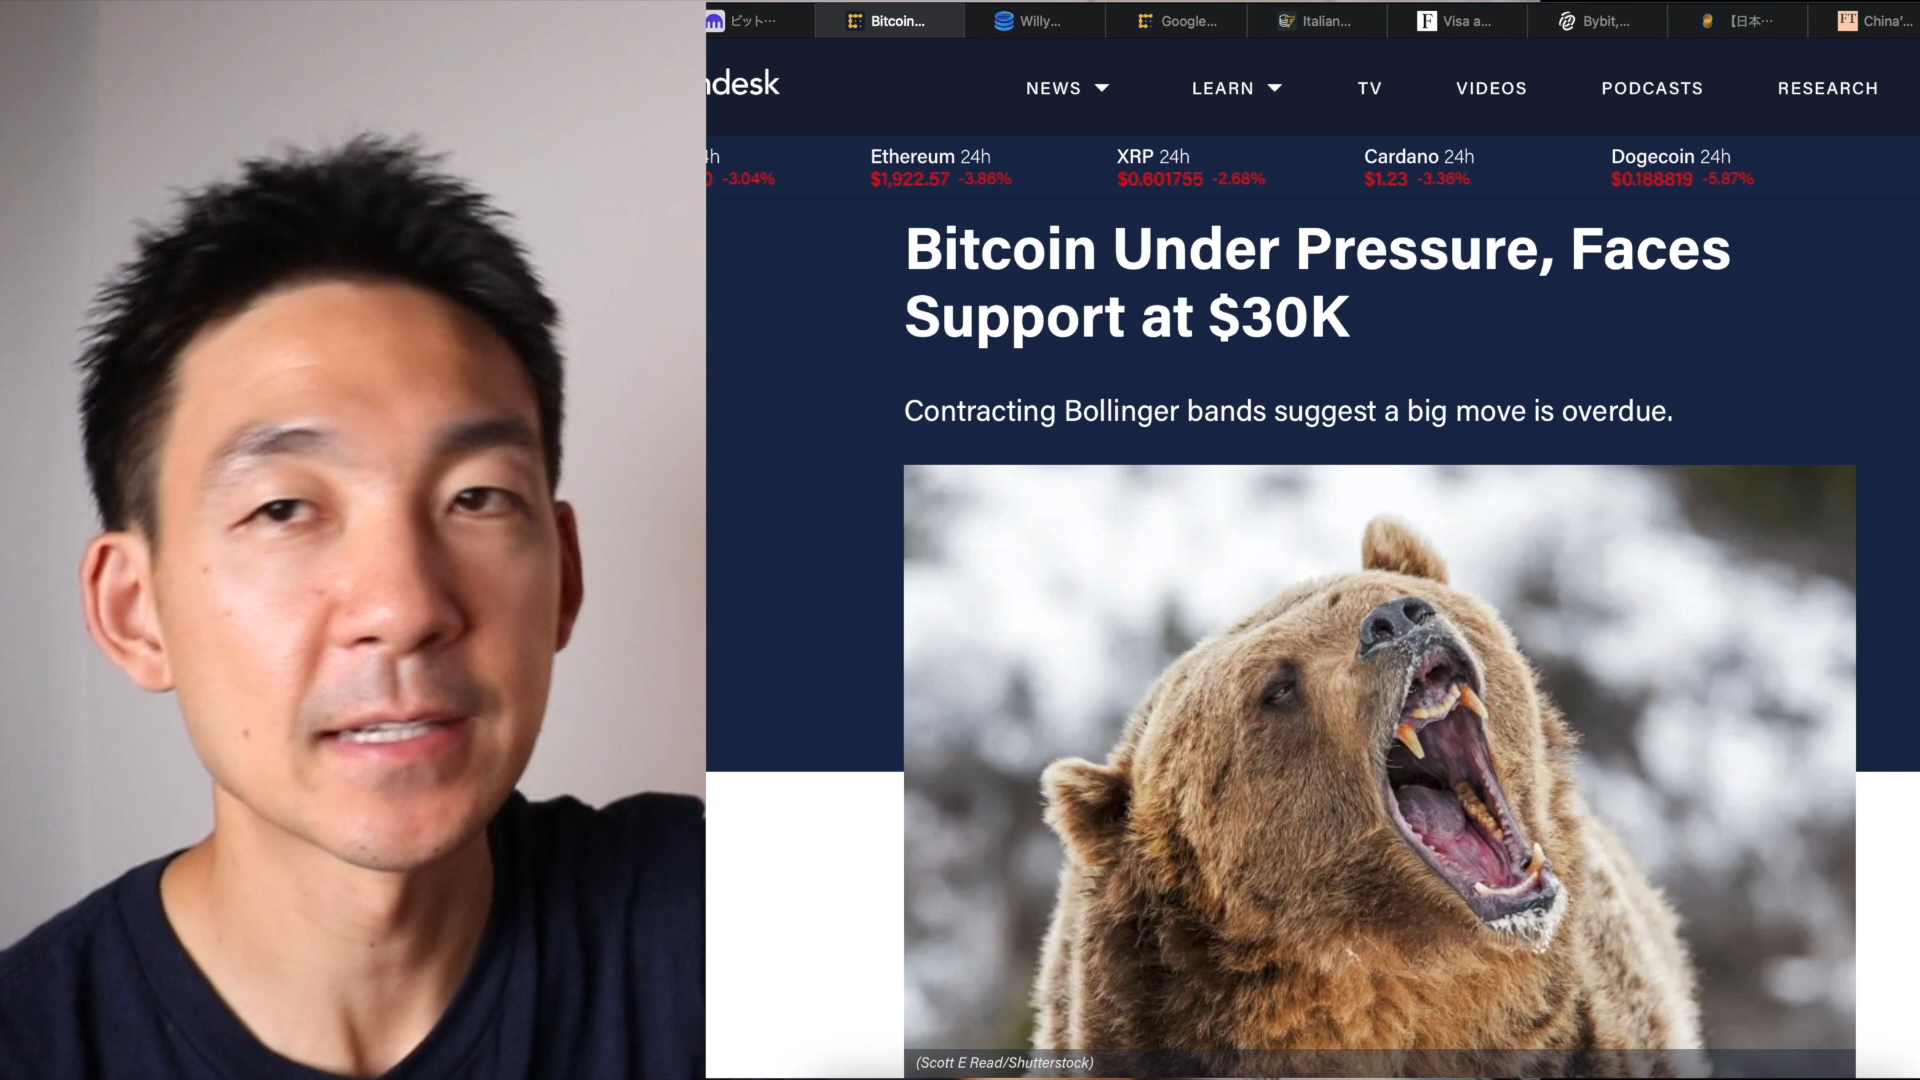 ビット…
Bitcoin...
Willy...
Google...
Italian...
Visa a...
Bybit,...
【日本…
FT
China'...
desk
NEWS
LEARN
TV
VIDEOS
PODCASTS
RESEARCH
Ethereum 24h
XRP 24h
Cardano 24h
Dogecoin 24h
-3.04%
$1,922.57 -3.86%
$0.601755 -2.68%
$1.23 -3.36%
$0.188819 -5.87%
Bitcoin Under Pressure, Faces
Support at $30K
Contracting Bollinger bands suggest a big move is overdue.
(Scott E Read/Shutterstock)